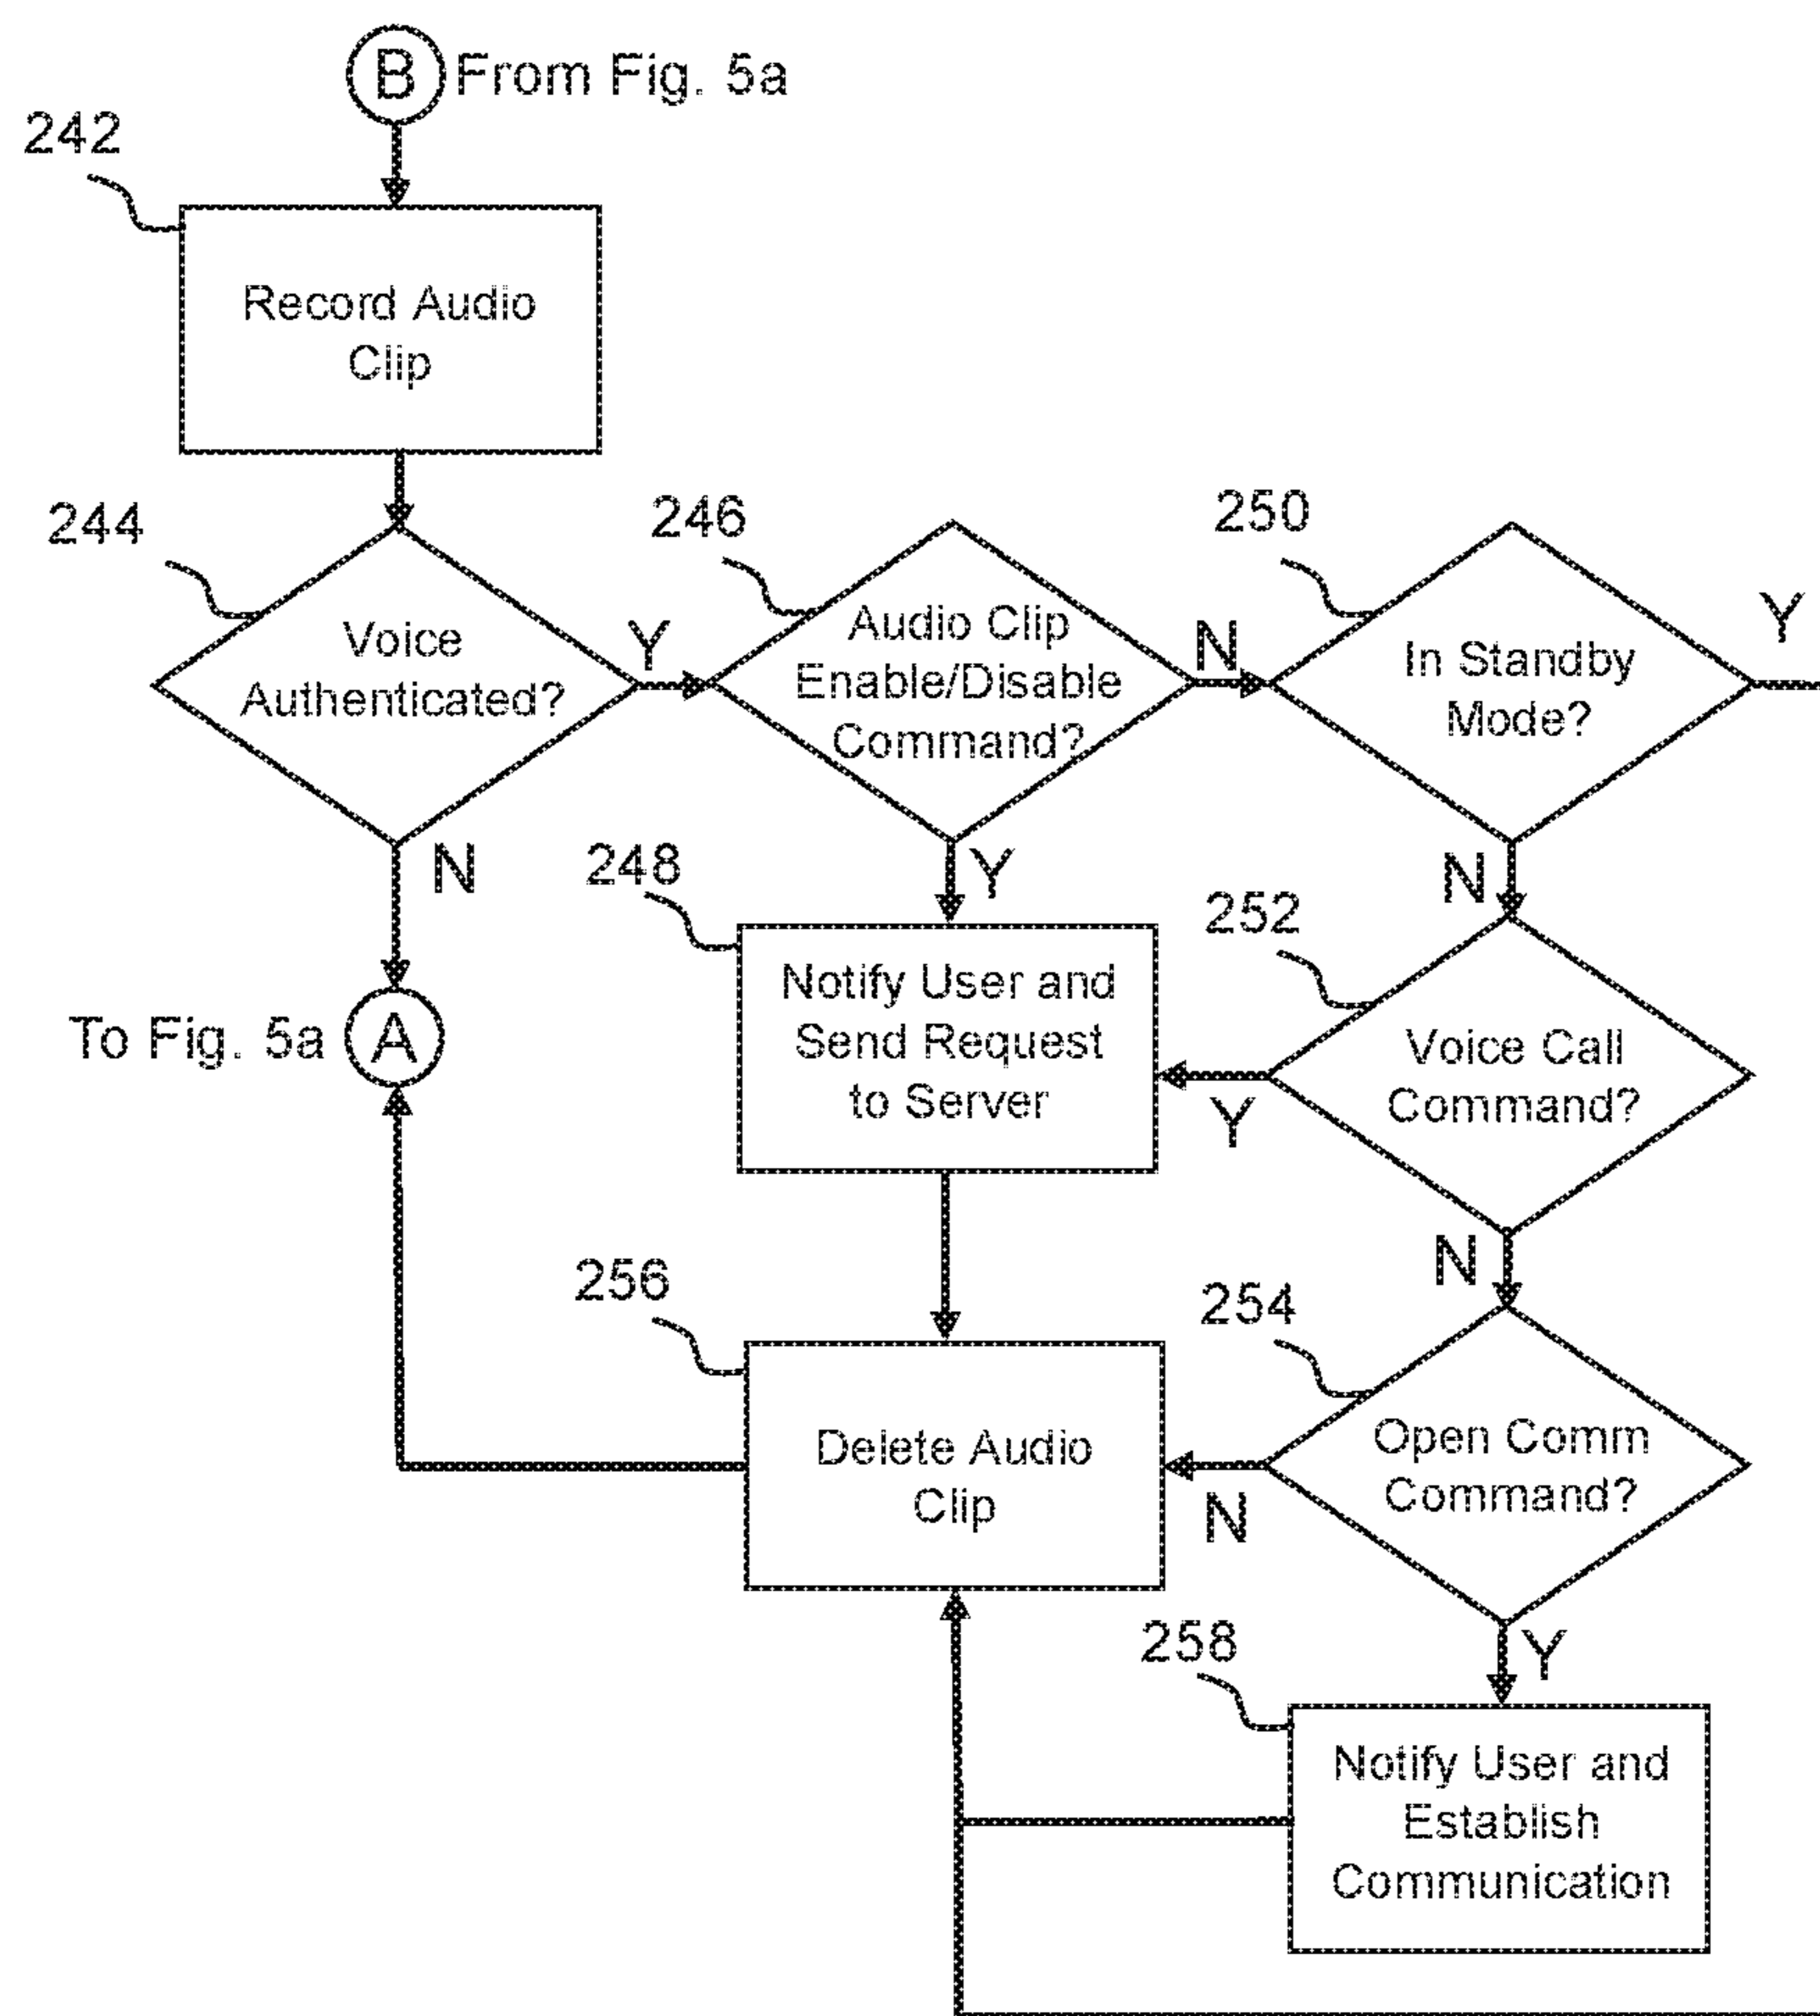 B From Fig. 5a
242
Record Audio
Clip
244
246
250
Voice
Authenticated?
Y
Audio Clip
Enable/Disable
Command?
N
In Standby
Mode?
Y
N
248
Y
N
252
To Fig. 5a A
Notify User and
Send Request
to Server
Voice Call
Command?
Y
N
256
254
Delete Audio
Clip
Open Comm
Command?
N
258
Y
Notify User and
Establish
Communication